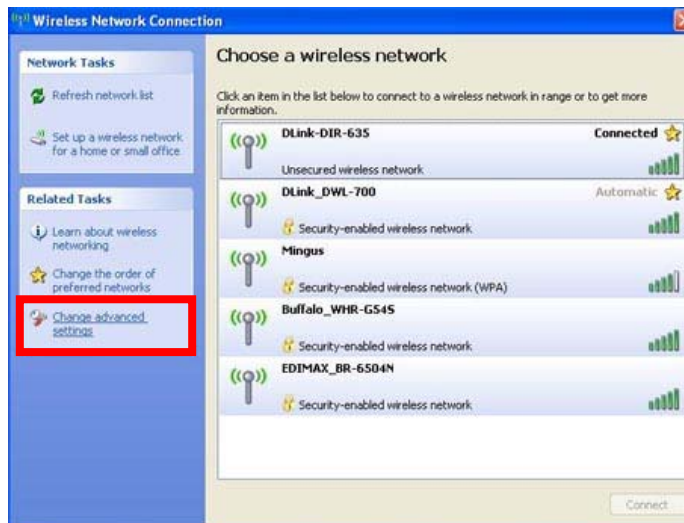 Wireless Network Connection
Network Tasks
Refresh network list
Set up a wireless network
for a home or small office
Related Tasks
Learn about wireless
networking
Change the order of
preferred networks
Change advanced
settings
Choose a wireless network
Click an item in the list below to connect to a wireless network in range or to get more
information.
DLink-DIR-635
Connected
Unsecured wireless network
DLink_DWL-700
Automatic
Security-enabled wireless network
Mingus
Security-enabled wireless network (WPA)
Buffalo_WHR-G54S
Security-enabled wireless network
EDIMAX_BR-6504N
Security-enabled wireless network
Connect